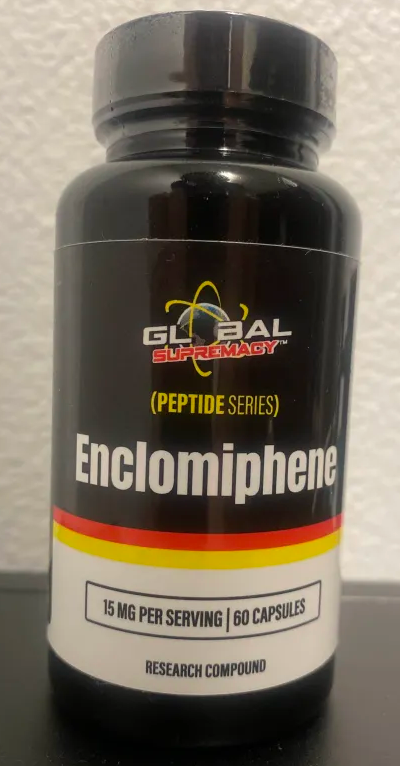 GLOBAL
SUPREMACY™
(PEPTIDE SERIES)
Enclomiphene
15 MG PER SERVING | 60 CAPSULES
RESEARCH COMPOUND